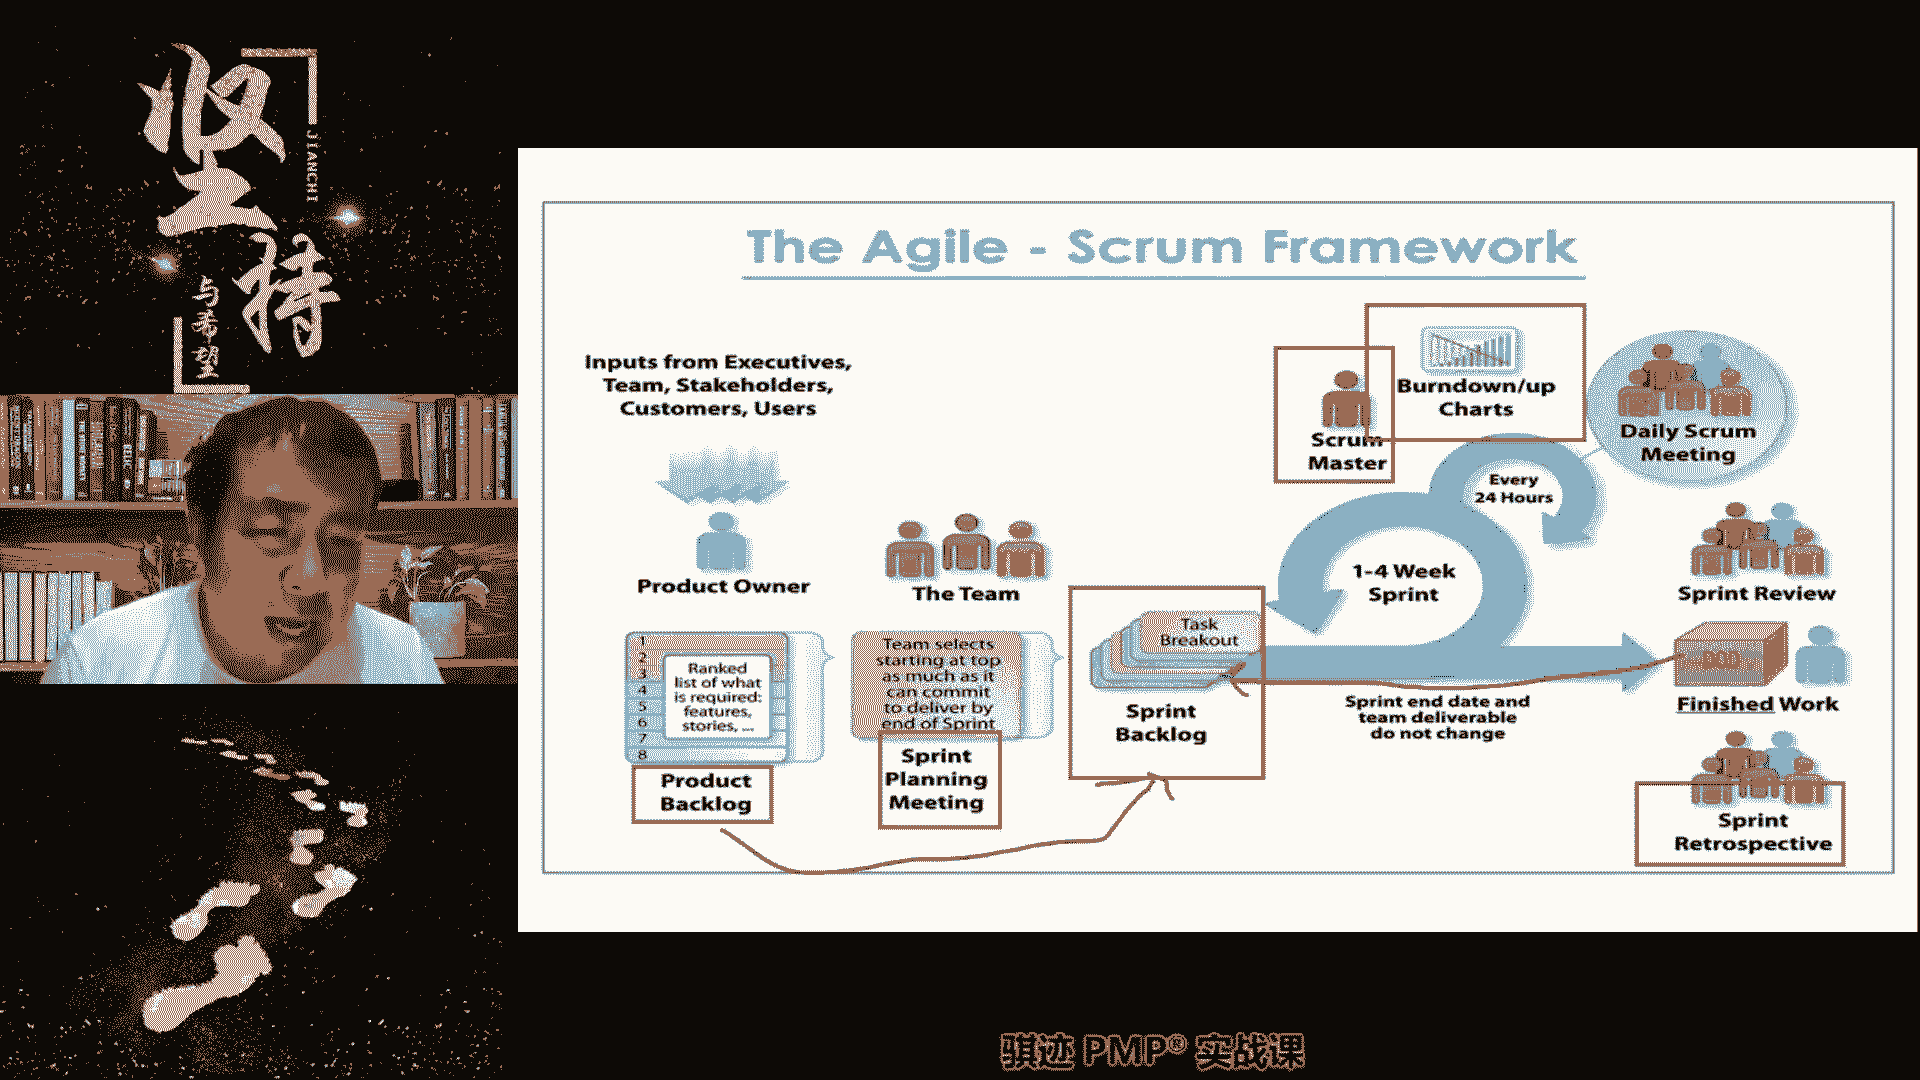 坚持
JIANCHI
与希望
The Agile - Scrum Framework
Inputs from Executives,
Team, Stakeholders,
Customers, Users
Product Owner
The Team
1
2
3
4
5
6
7
8
Ranked
list of what
is required:
features,
stories, ...
Product
Backlog
Team selects
starting at top
as much as it
can commit
to deliver by
end of Sprint
Sprint
Planning
Meeting
Task
Breakout
Sprint
Backlog
Scrum
Master
Burndown/up
Charts
Every
24 Hours
1-4 Week
Sprint
Sprint end date and
team deliverable
do not change
Daily Scrum
Meeting
Sprint Review
Finished Work
Sprint
Retrospective
骐迹 PMP® 实战课